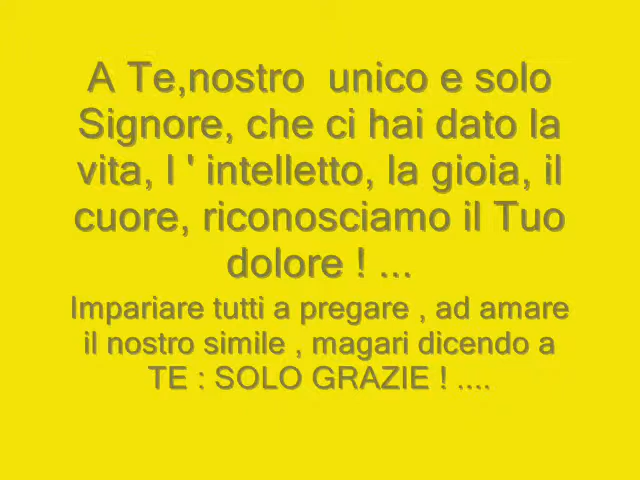 A Te,nostro  unico e solo
Signore, che ci hai dato la
vita, l ' intelletto, la gioia, il
cuore, riconosciamo il Tuo
dolore ! ...
Impariare tutti a pregare , ad amare
il nostro simile , magari dicendo a
TE : SOLO GRAZIE ! ....